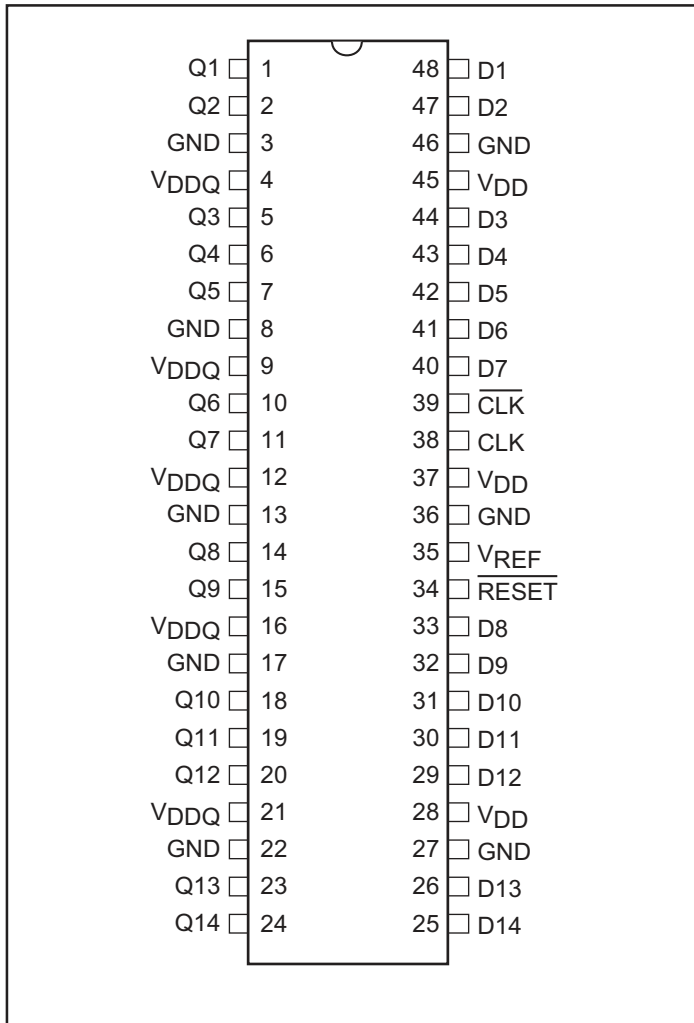 Q1 1 48 D1
Q2 2 47 D2
GND 3 46 GND
VDDQ 4 45 VDD
Q3 5 44 D3
Q4 6 43 D4
Q5 7 42 D5
GND 8 41 D6
VDDQ 9 40 D7
Q6 10 39 CLK
Q7 11 38 CLK
VDDQ 12 37 VDD
GND 13 36 GND
Q8 14 35 VREF
Q9 15 34 RESET
VDDQ 16 33 D8
GND 17 32 D9
Q10 18 31 D10
Q11 19 30 D11
Q12 20 29 D12
VDDQ 21 28 VDD
GND 22 27 GND
Q13 23 26 D13
Q14 24 25 D14